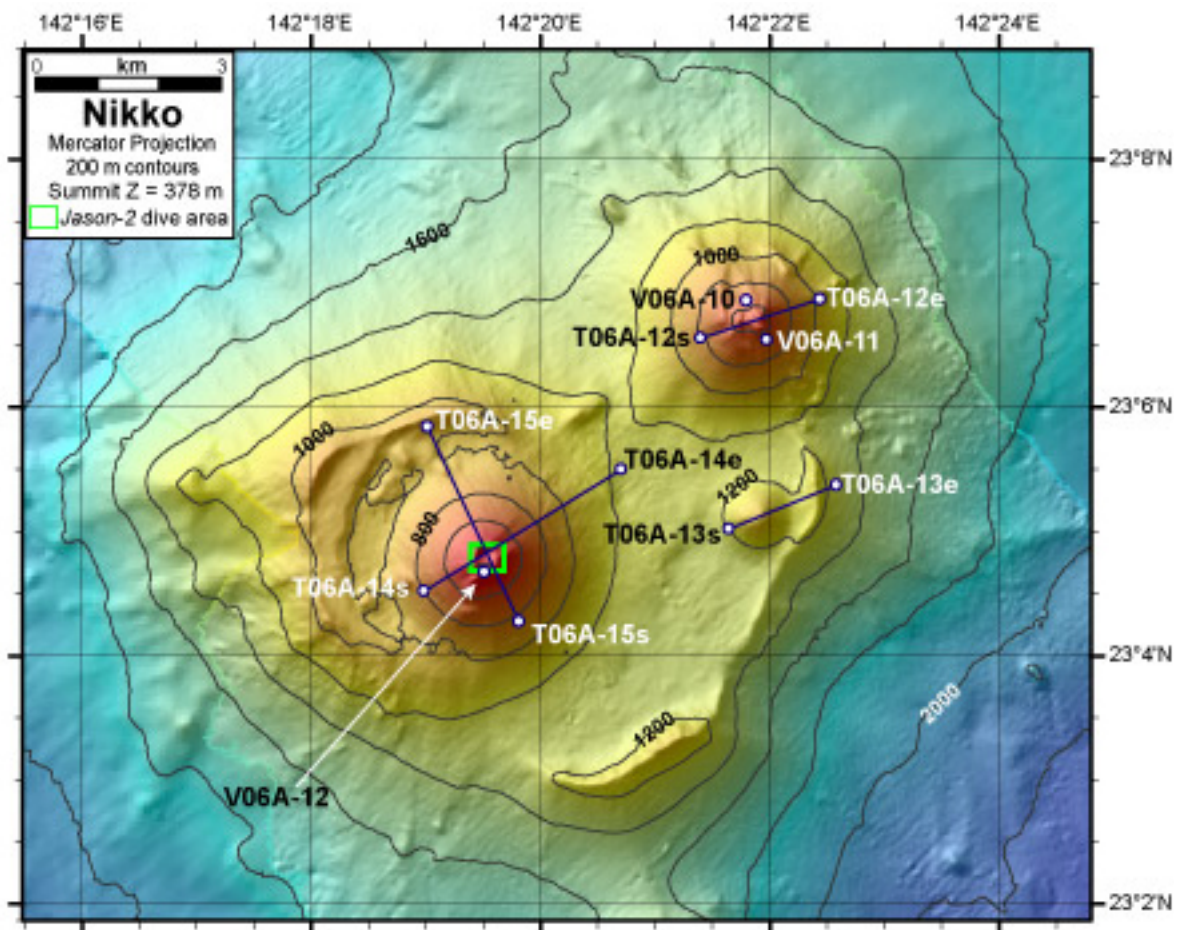 142°16'E 142°18'E 142°20'E 142°22'E 142°24'E
0 km 3
Nikko
Mercator Projection
200 m contours
Summit Z = 378 m
Jason-2 dive area
23°8'N
1600
1000
V06A-10 T06A-12e
T06A-12s V06A-11
23°6'N
T06A-15e
1000
T06A-14e
1200
T06A-13e
800
T06A-13s
T06A-14s
T06A-15s
23°4'N
2000
1200
V06A-12
23°2'N